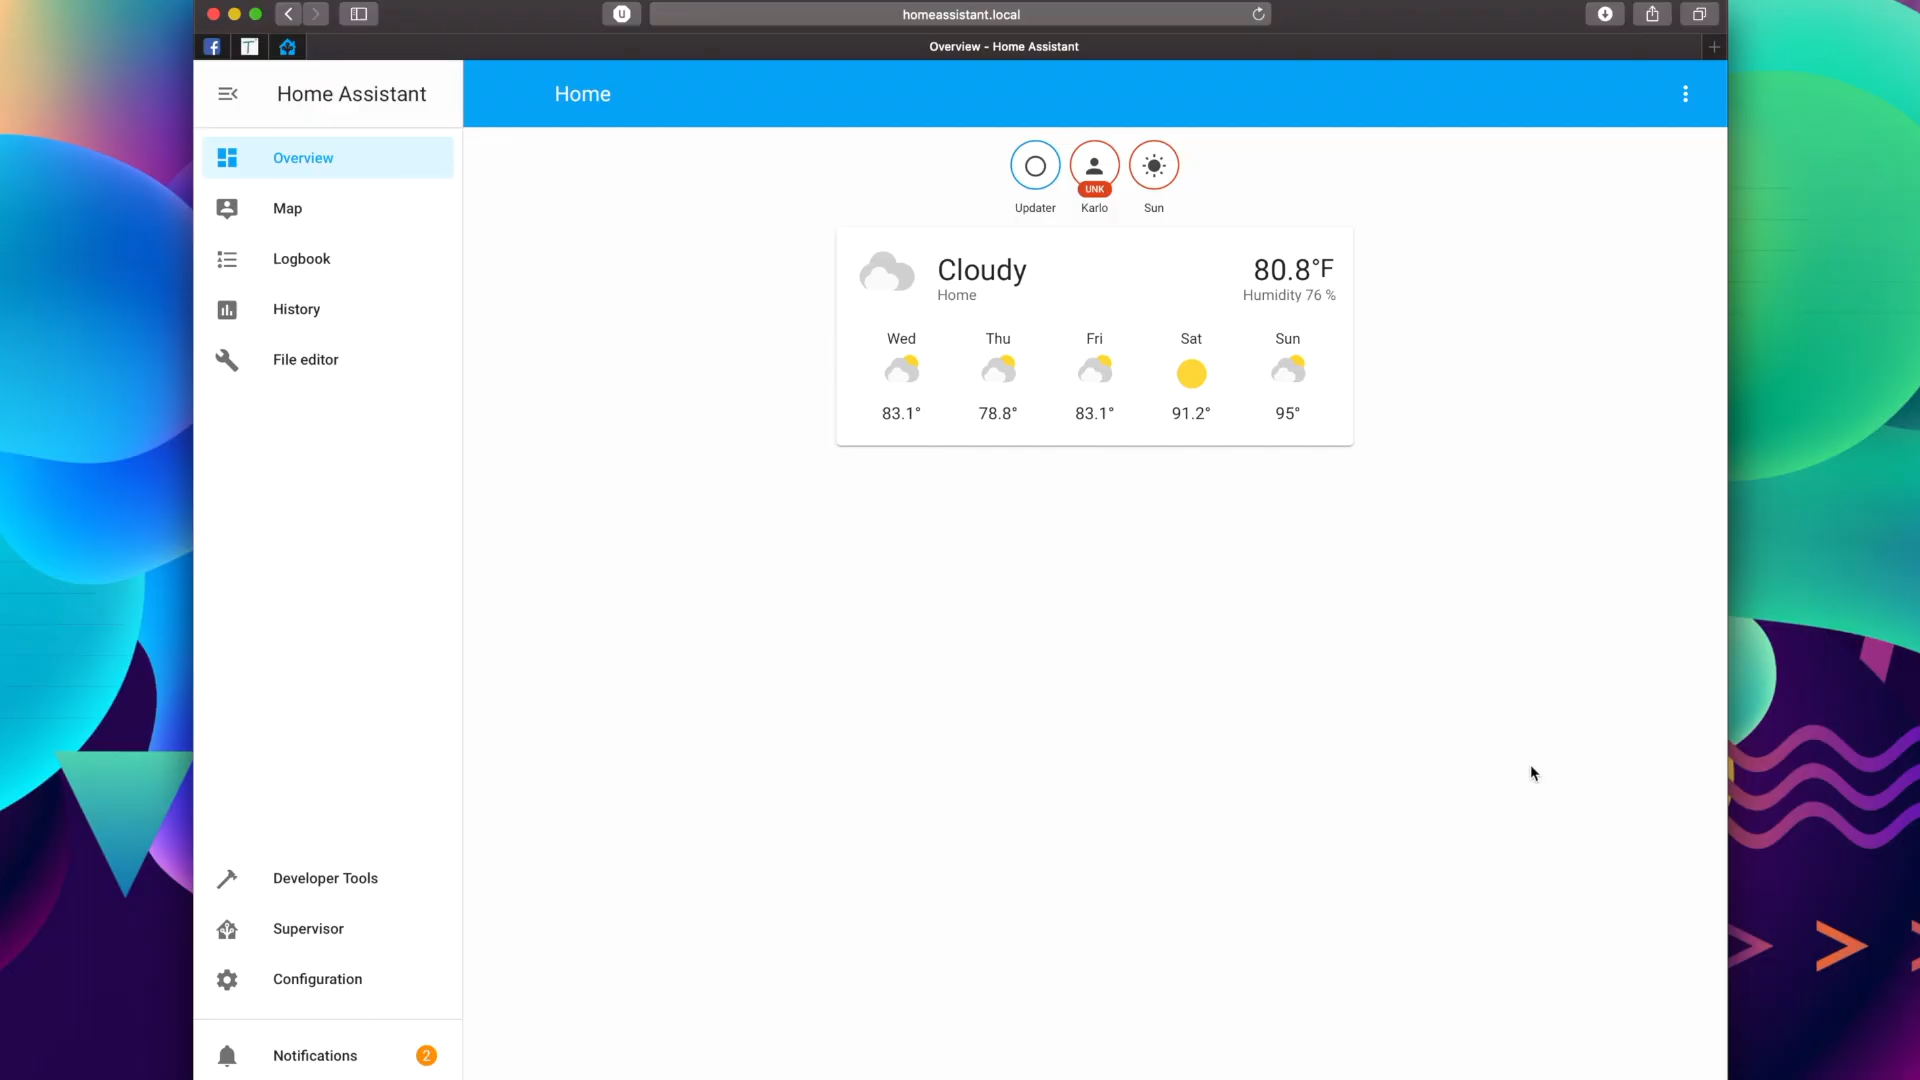 homeassistant.local
Overview - Home Assistant
Home Assistant
Home
Overview
Map
Logbook
History
File editor
Developer Tools
Supervisor
Configuration
Notifications
2
UNK
Updater
Karlo
Sun
Cloudy
80.8°F
Home
Humidity 76 %
Wed
Thu
Fri
Sat
Sun
83.1°
78.8°
83.1°
91.2°
95°